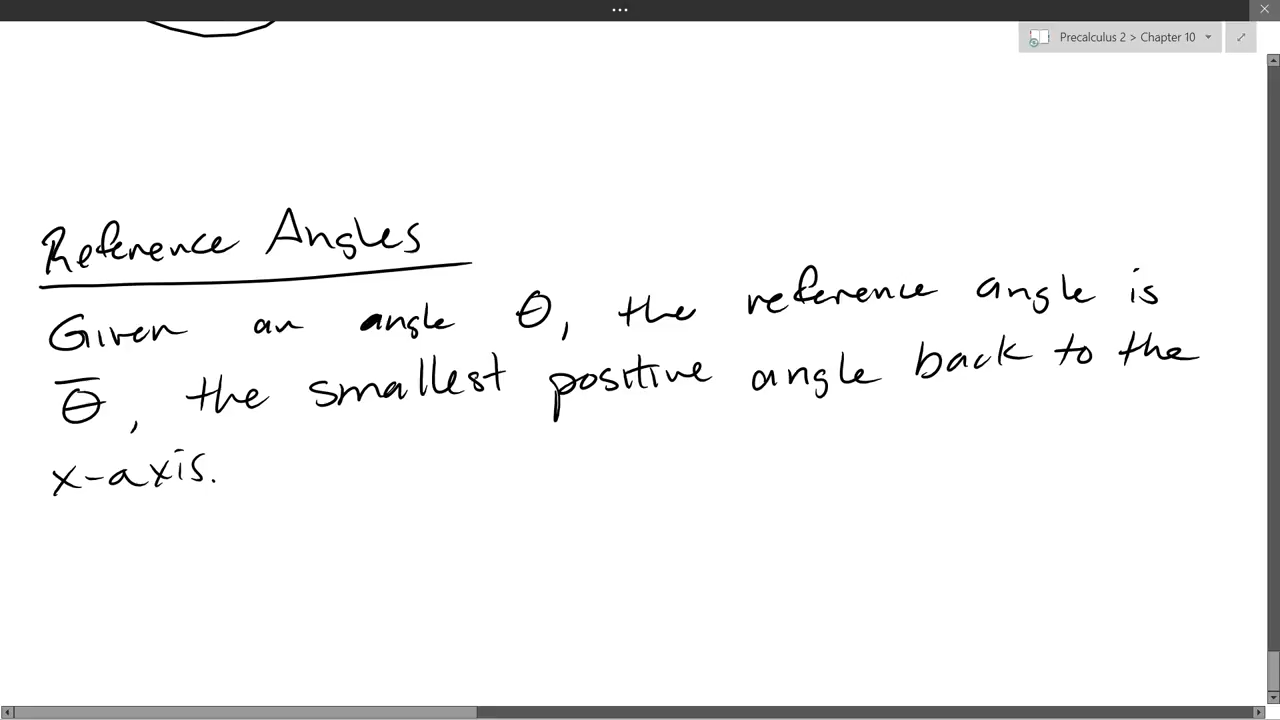 Precalculus 2 > Chapter 10
Reference Angles
Given an angle θ, the reference angle is
θ̅, the smallest positive angle back to the
x-axis.